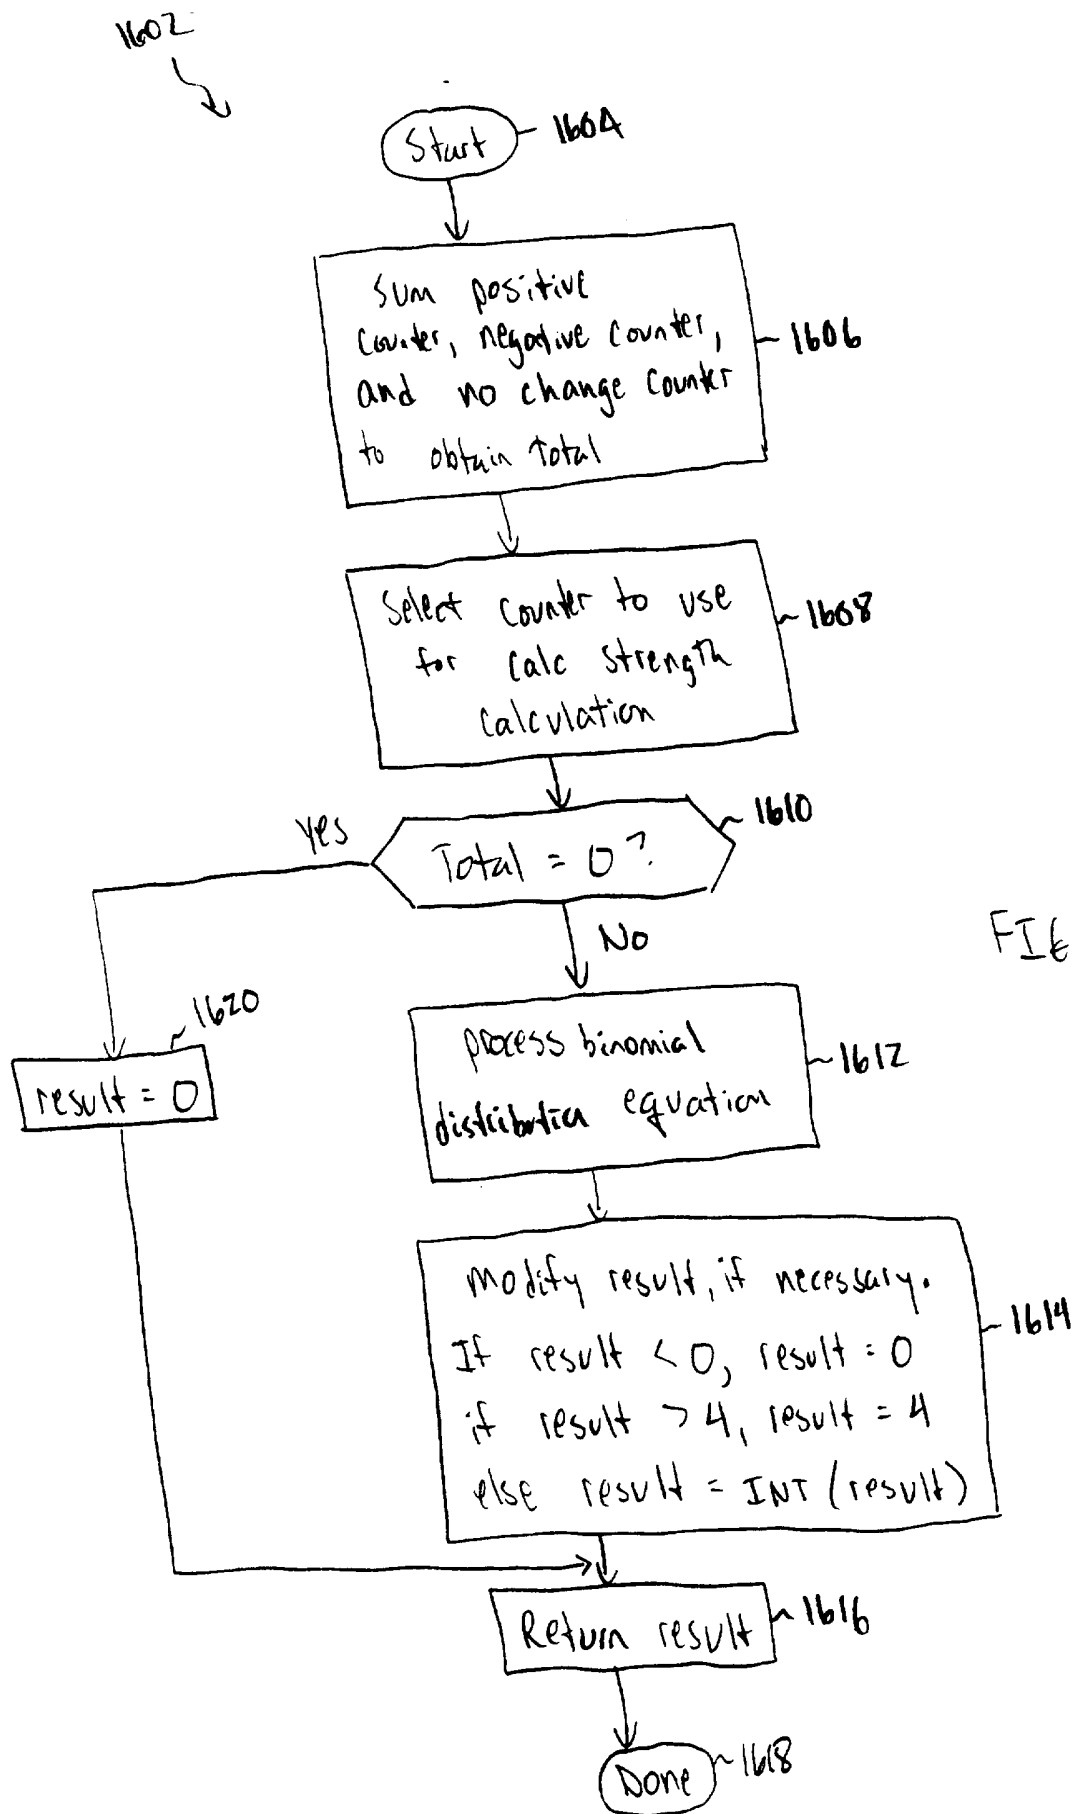 1602
Start
1604
Sum positive
counter, negative counter,
and no change counter
to obtain Total
1606
Select counter to use
for calc strength
calculation
1608
Total = 0?
1610
Yes
No
FIG
1620
result = 0
process binomial
distribution equation
1612
modify result, if necessary.
If result < 0, result = 0
if result > 4, result = 4
else result = INT (result)
1614
Return result
1616
Done
1618